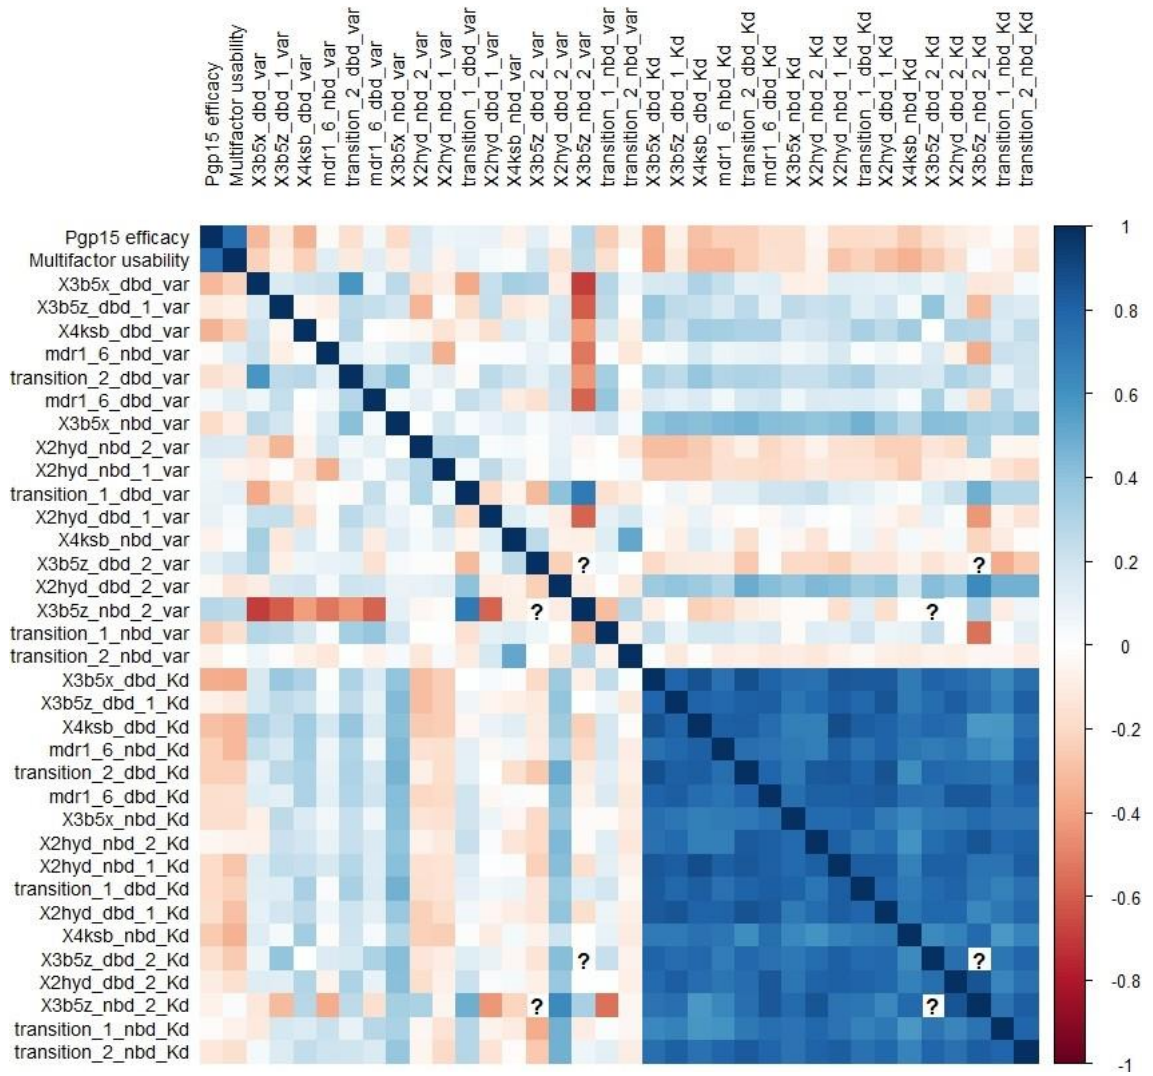 Pgp15 efficacy
Multifactor usability
X3b5x_dbd_var
X3b5z_dbd_1_var
X4ksb_dbd_var
mdr1_6_nbd_var
transition_2_dbd_var
mdr1_6_dbd_var
X3b5x_nbd_var
X2hyd_nbd_2_var
X2hyd_nbd_1_var
transition_1_dbd_var
X2hyd_dbd_1_var
X4ksb_nbd_var
X3b5z_dbd_2_var
X2hyd_dbd_2_var
X3b5z_nbd_2_var
transition_1_nbd_var
transition_2_nbd_var
X3b5x_dbd_Kd
X3b5z_dbd_1_Kd
X4ksb_dbd_Kd
mdr1_6_nbd_Kd
transition_2_dbd_Kd
mdr1_6_dbd_Kd
X3b5x_nbd_Kd
X2hyd_nbd_2_Kd
X2hyd_nbd_1_Kd
transition_1_dbd_Kd
X2hyd_dbd_1_Kd
X4ksb_nbd_Kd
X3b5z_dbd_2_Kd
X2hyd_dbd_2_Kd
X3b5z_nbd_2_Kd
transition_1_nbd_Kd
transition_2_nbd_Kd
Pgp15 efficacy
Multifactor usability
X3b5x_dbd_var
X3b5z_dbd_1_var
X4ksb_dbd_var
mdr1_6_nbd_var
transition_2_dbd_var
mdr1_6_dbd_var
X3b5x_nbd_var
X2hyd_nbd_2_var
X2hyd_nbd_1_var
transition_1_dbd_var
X2hyd_dbd_1_var
X4ksb_nbd_var
X3b5z_dbd_2_var ? ?
X2hyd_dbd_2_var
X3b5z_nbd_2_var ? ?
transition_1_nbd_var
transition_2_nbd_var
X3b5x_dbd_Kd
X3b5z_dbd_1_Kd
X4ksb_dbd_Kd
mdr1_6_nbd_Kd
transition_2_dbd_Kd
mdr1_6_dbd_Kd
X3b5x_nbd_Kd
X2hyd_nbd_2_Kd
X2hyd_nbd_1_Kd
transition_1_dbd_Kd
X2hyd_dbd_1_Kd
X4ksb_nbd_Kd
X3b5z_dbd_2_Kd ? ?
X2hyd_dbd_2_Kd
X3b5z_nbd_2_Kd ? ?
transition_1_nbd_Kd
transition_2_nbd_Kd
1
0.8
0.6
0.4
0.2
0
-0.2
-0.4
-0.6
-0.8
-1